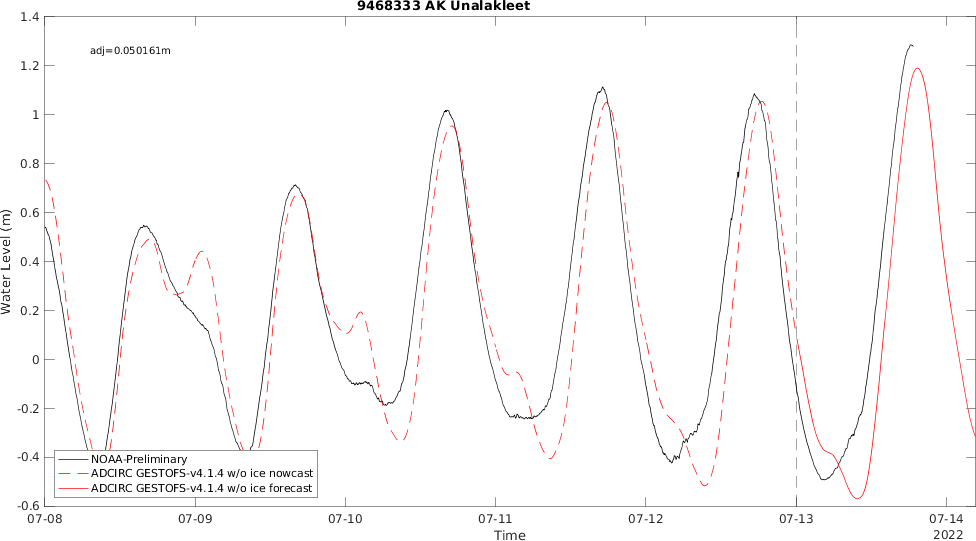 9468333 AK Unalakleet
adj=0.050161m
Water Level (m)
1.4
1.2
1
0.8
0.6
0.4
0.2
0
-0.2
-0.4
-0.6
NOAA-Preliminary
ADCIRC GESTOFS-v4.1.4 w/o ice nowcast
ADCIRC GESTOFS-v4.1.4 w/o ice forecast
07-08 07-09 07-10 07-11 07-12 07-13 07-14
Time
2022